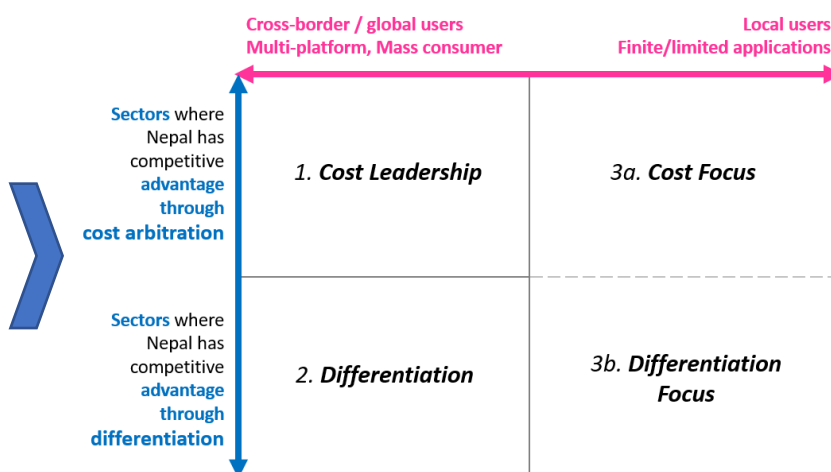 Cross-border / global users
Multi-platform, Mass consumer
Local users
Finite/limited applications
Sectors where
Nepal has
competitive
advantage
through
cost arbitration
1. Cost Leadership
3a. Cost Focus
Sectors where
Nepal has
competitive
advantage
through
differentiation
2. Differentiation
3b. Differentiation
Focus